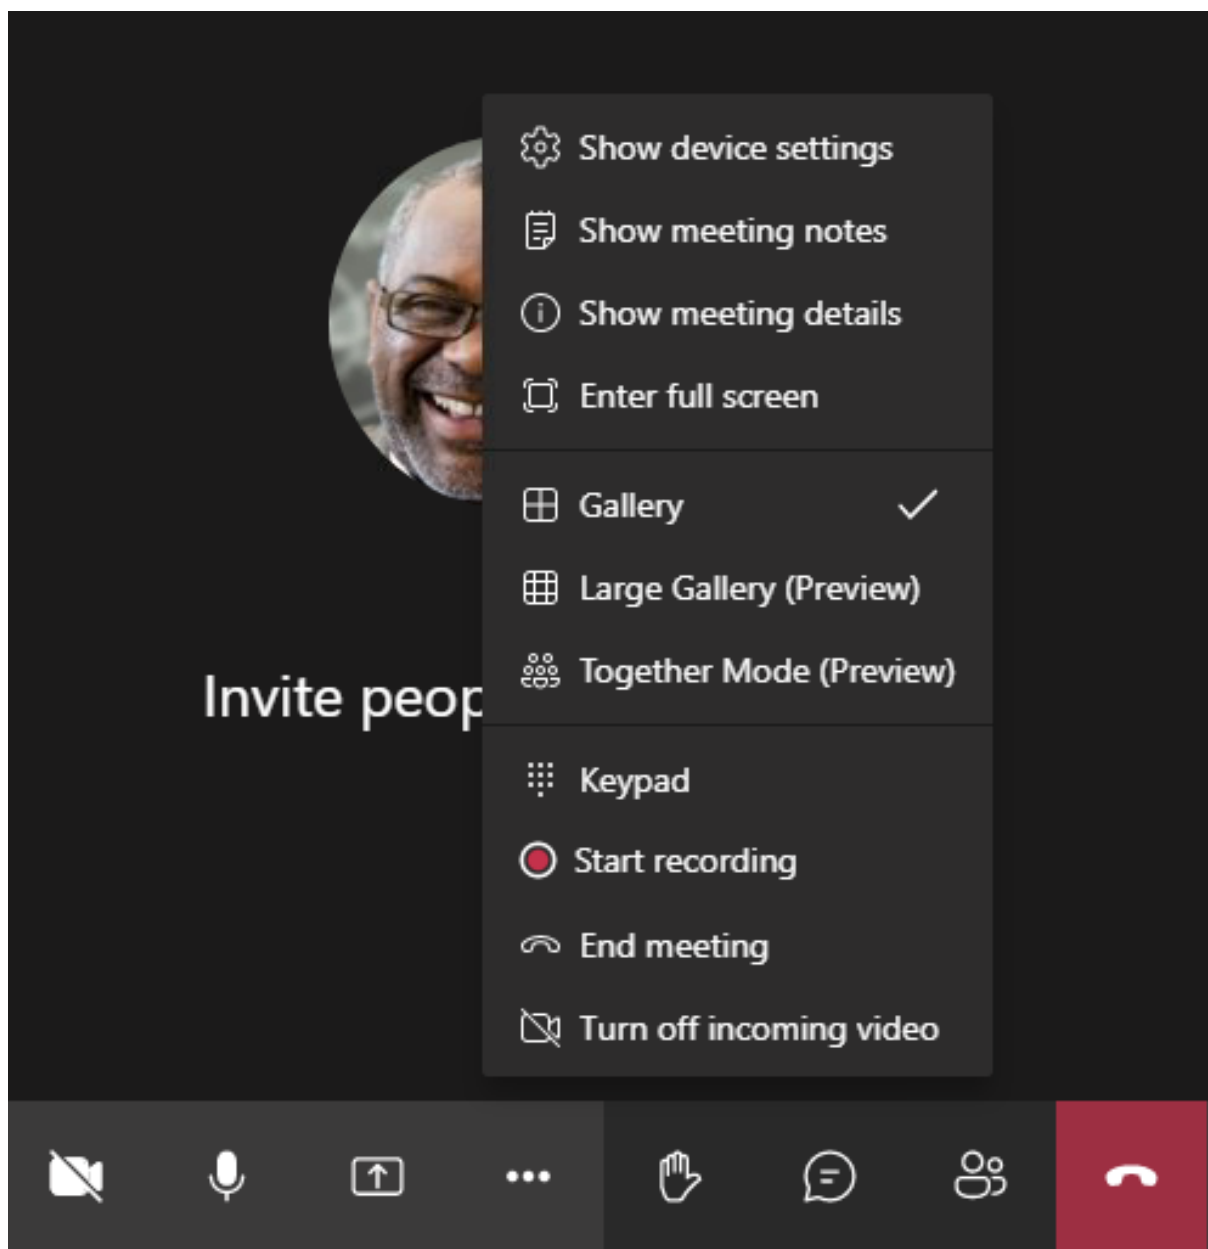 Show device settings
Show meeting notes
Show meeting details
Enter full screen
Gallery
Large Gallery (Preview)
Together Mode (Preview)
Invite peop
Keypad
Start recording
End meeting
Turn off incoming video